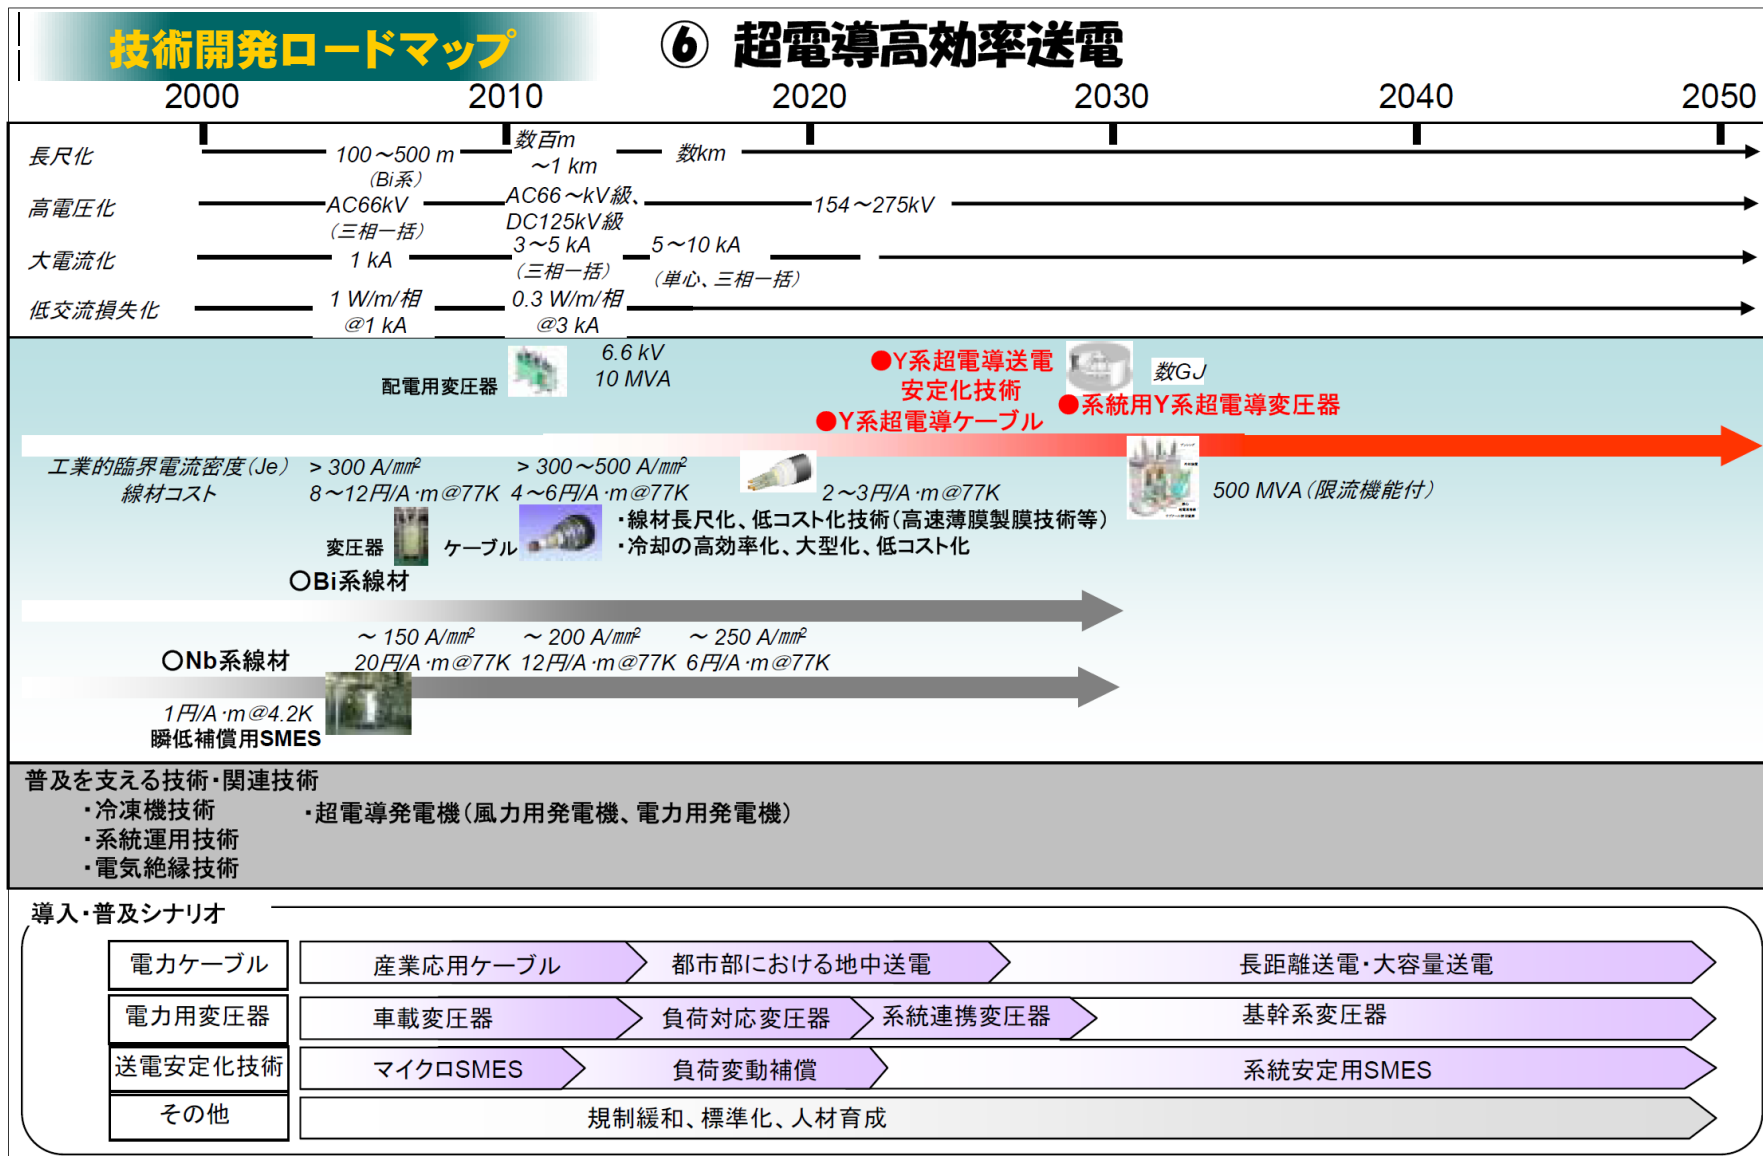 技術開発ロードマップ
⑥ 超電導高効率送電
2000 2010 2020 2030 2040 2050
長尺化
100～500 m
(Bi系)
数百m
～1 km
数km
高電圧化
AC66kV
(三相一括)
AC66～kV級、
DC125kV級
154～275kV
大電流化
1 kA
3～5 kA
(三相一括)
5～10 kA
(単心、三相一括)
低交流損失化
1 W/m/相
@1 kA
0.3 W/m/相
@3 kA
配電用変圧器
6.6 kV
10 MVA
●Y系超電導送電
安定化技術
●Y系超電導ケーブル
数GJ
●系統用Y系超電導変圧器
工業的臨界電流密度(Je)
線材コスト
> 300 A/mm²
8～12円/A·m@77K
> 300～500 A/mm²
4～6円/A·m@77K
2～3円/A·m@77K
500 MVA(限流機能付)
変圧器
ケーブル
・線材長尺化、低コスト化技術(高速薄膜製膜技術等)
・冷却の高効率化、大型化、低コスト化
○Bi系線材
～ 150 A/mm²
20円/A·m@77K
～ 200 A/mm²
12円/A·m@77K
～ 250 A/mm²
6円/A·m@77K
○Nb系線材
1円/A·m@4.2K
瞬低補償用SMES
普及を支える技術・関連技術
・冷凍機技術
・超電導発電機(風力用発電機、電力用発電機)
・系統運用技術
・電気絶縁技術
導入・普及シナリオ
電力ケーブル 産業応用ケーブル 都市部における地中送電 長距離送電・大容量送電
電力用変圧器 車載変圧器 負荷対応変圧器 系統連携変圧器 基幹系変圧器
送電安定化技術 マイクロSMES 負荷変動補償 系統安定用SMES
その他 規制緩和、標準化、人材育成